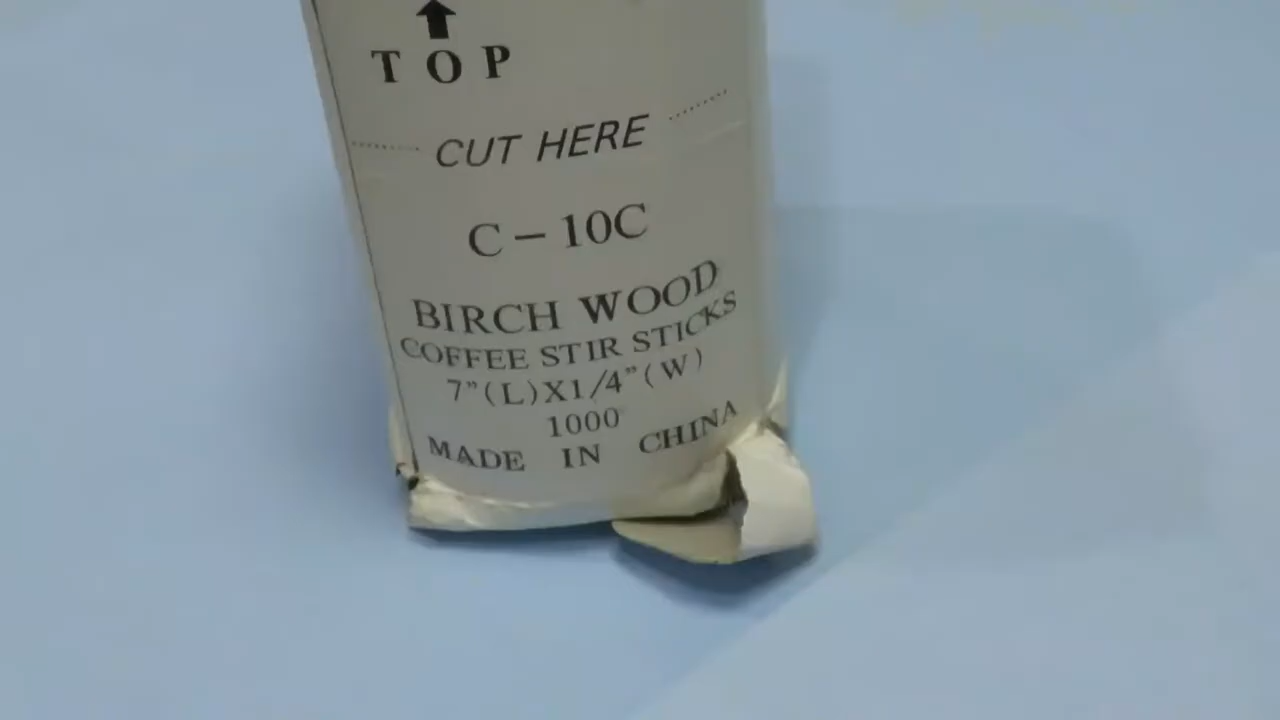 TOP
CUT HERE
C-10C
BIRCH WOOD
COFFEE STIR STICKS
7"(L)X1/4"(W)
1000
MADE IN CHINA